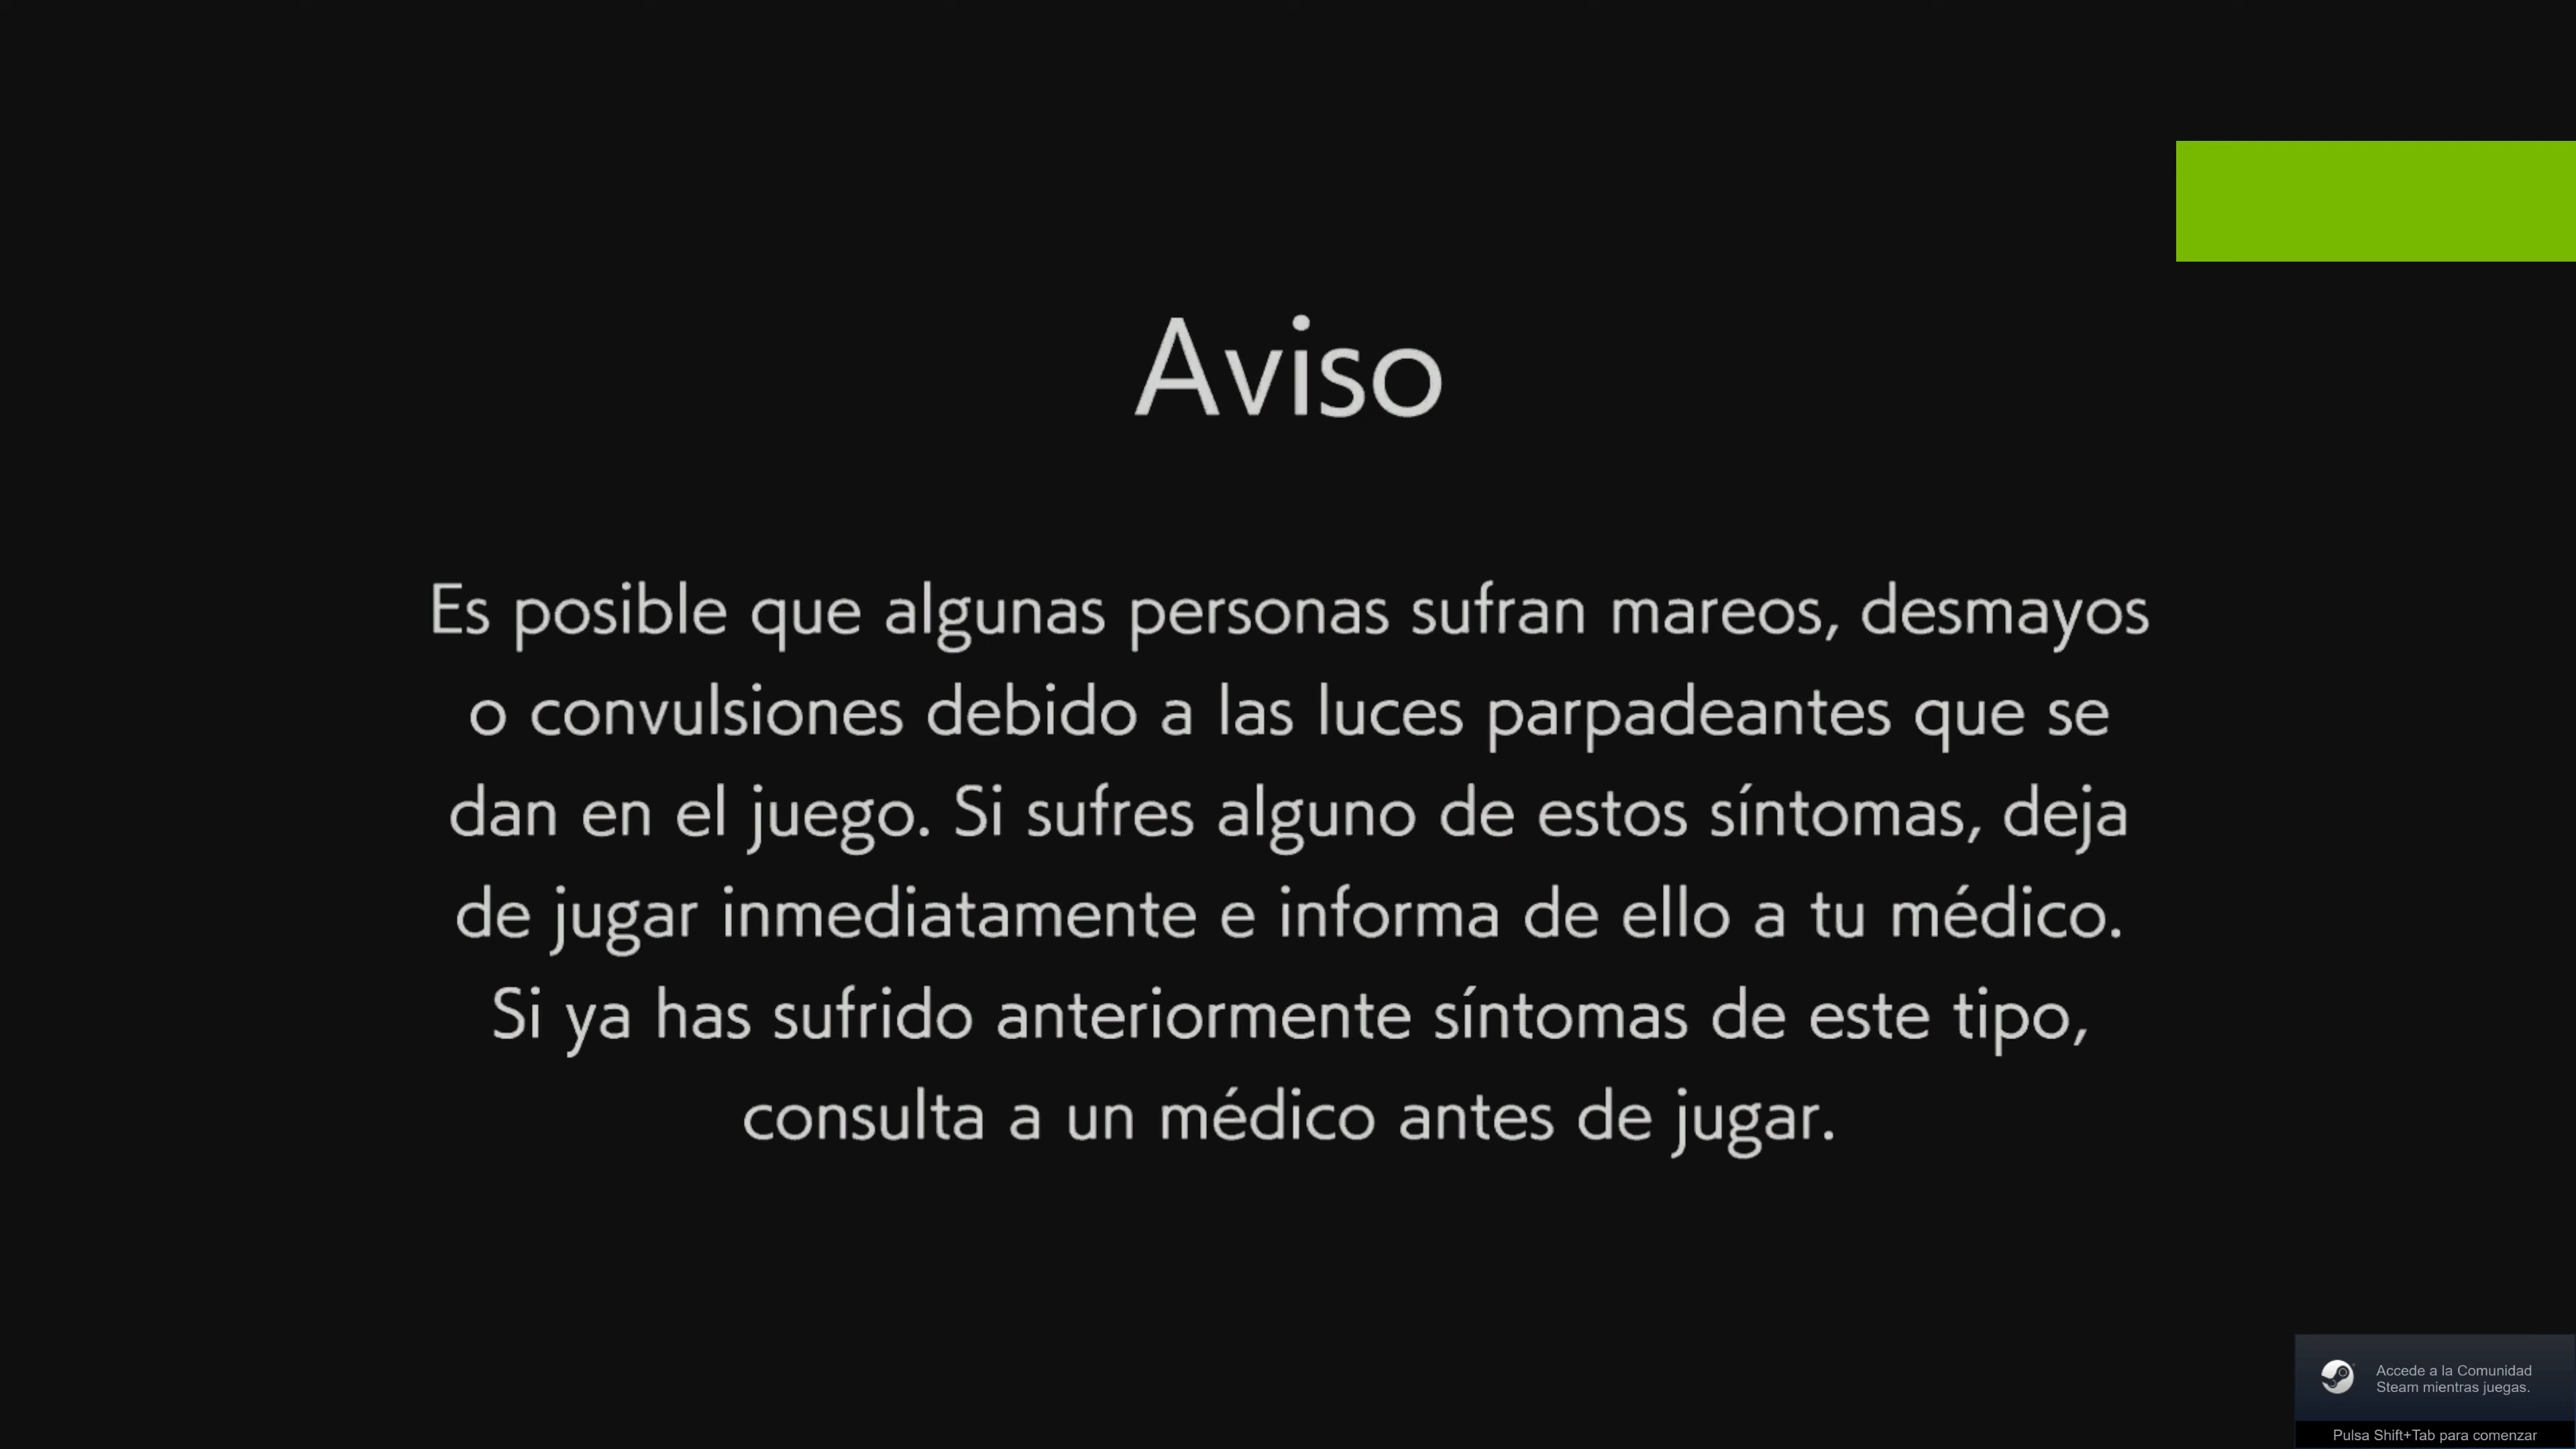 Aviso
Es posible que algunas personas sufran mareos, desmayos
o convulsiones debido a las luces parpadeantes que se
dan en el juego. Si sufres alguno de estos síntomas, deja
de jugar inmediatamente e informa de ello a tu médico.
Si ya has sufrido anteriormente síntomas de este tipo,
consulta a un médico antes de jugar.
Accede a la Comunidad
Steam mientras juegas.
Pulsa Shift+Tab para comenzar